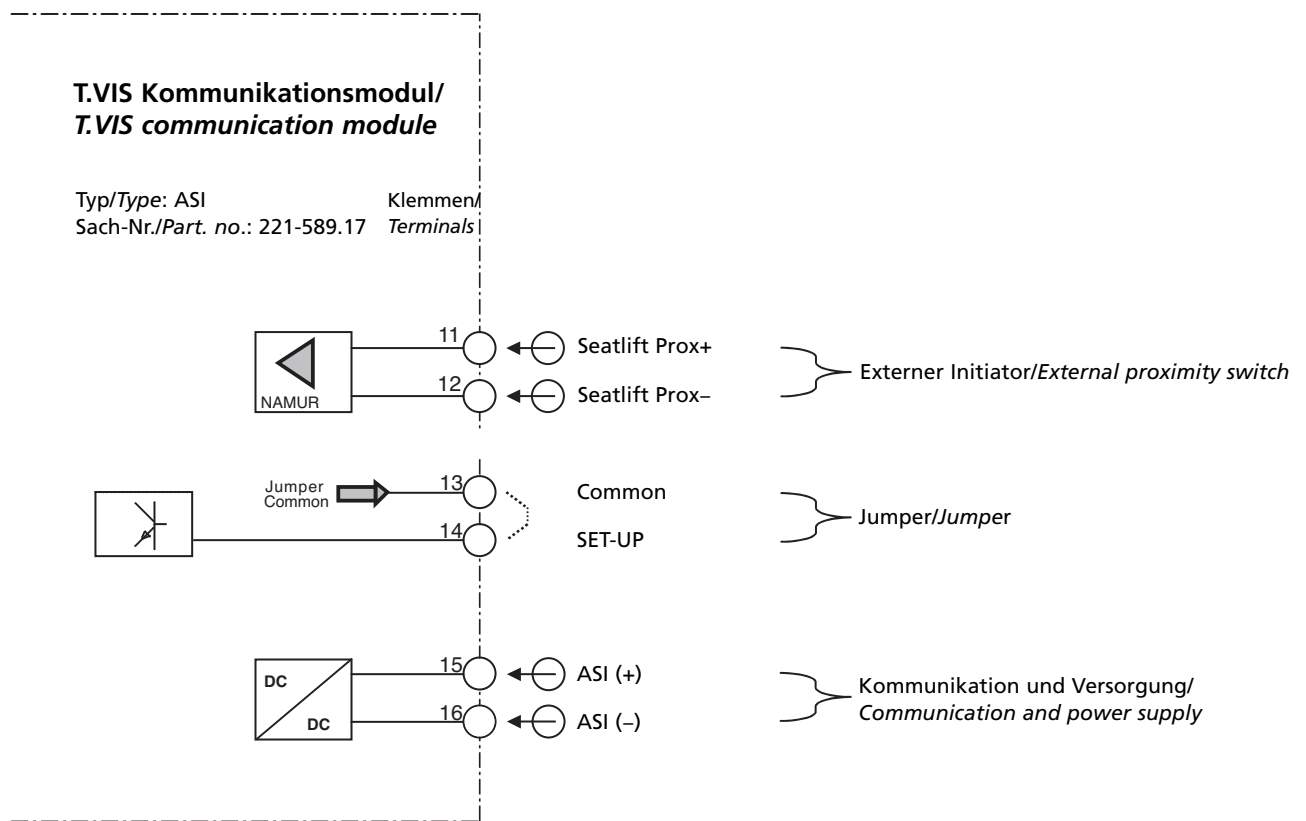 T.VIS Kommunikationsmodul/
T.VIS communication module
Typ/Type: ASI
Sach-Nr./Part. no.: 221-589.17
Klemmen/
Terminals
NAMUR
11
Seatlift Prox+
12
Seatlift Prox–
Externer Initiator/External proximity switch
Jumper
Common
13
Common
14
SET-UP
Jumper/Jumper
DC
DC
15
ASI (+)
16
ASI (–)
Kommunikation und Versorgung/
Communication and power supply